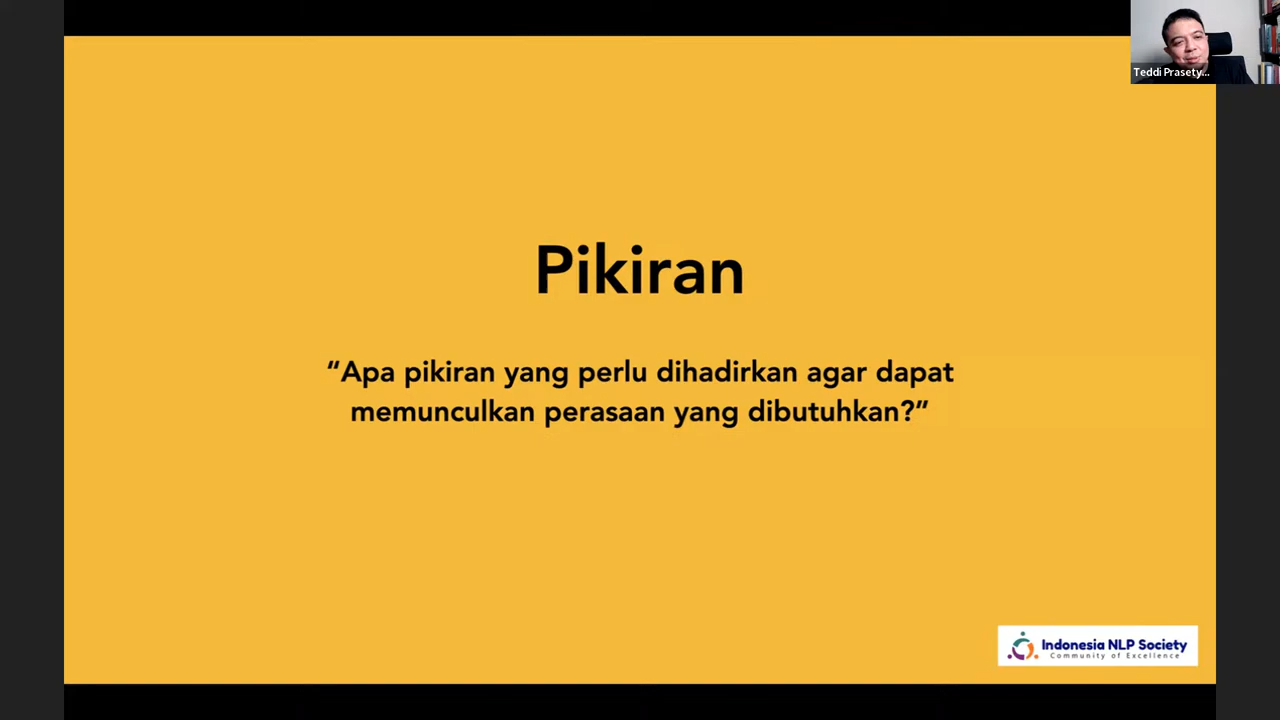 Teddi Prasety...
Pikiran
“Apa pikiran yang perlu dihadirkan agar dapat
memunculkan perasaan yang dibutuhkan?”
Indonesia NLP Society
Community of Excellence